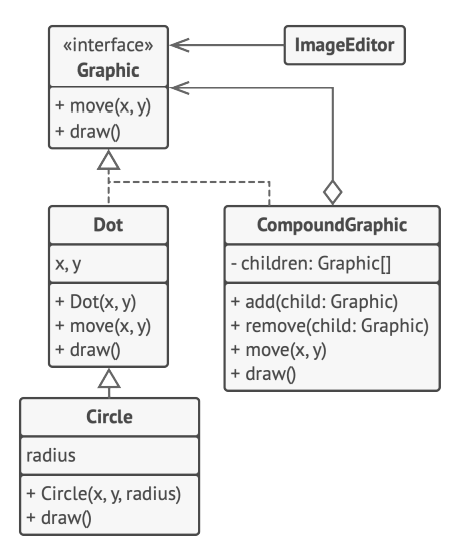 «interface»
Graphic
+ move(x, y)
+ draw()
ImageEditor
Dot
x, y
+ Dot(x, y)
+ move(x, y)
+ draw()
CompoundGraphic
- children: Graphic[]
+ add(child: Graphic)
+ remove(child: Graphic)
+ move(x, y)
+ draw()
Circle
radius
+ Circle(x, y, radius)
+ draw()